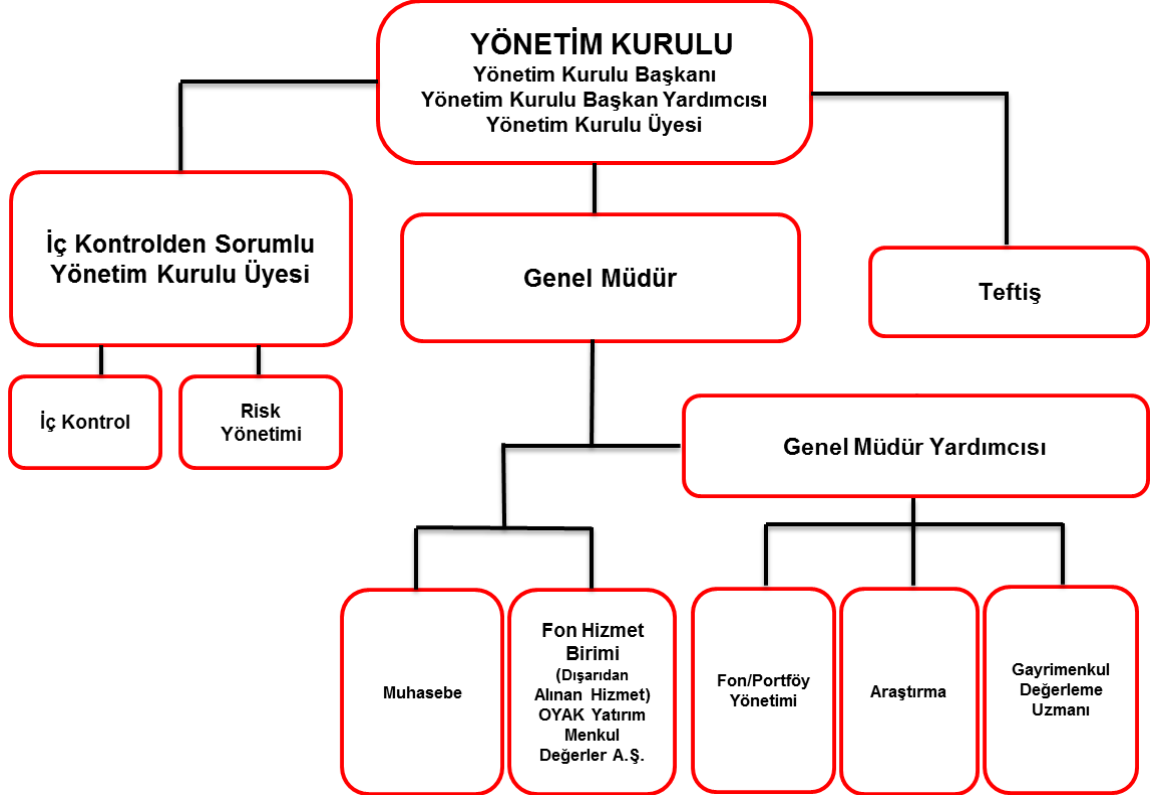 YÖNETİM KURULU
Yönetim Kurulu Başkanı
Yönetim Kurulu Başkan Yardımcısı
Yönetim Kurulu Üyesi
İç Kontrolden Sorumlu
Yönetim Kurulu Üyesi
Genel Müdür
Teftiş
İç Kontrol
Risk
Yönetimi
Genel Müdür Yardımcısı
Muhasebe
Fon Hizmet
Birimi
(Dışarıdan
Alınan Hizmet)
OYAK Yatırım
Menkul
Değerler A.Ş.
Fon/Portföy
Yönetimi
Araştırma
Gayrimenkul
Değerleme
Uzmanı